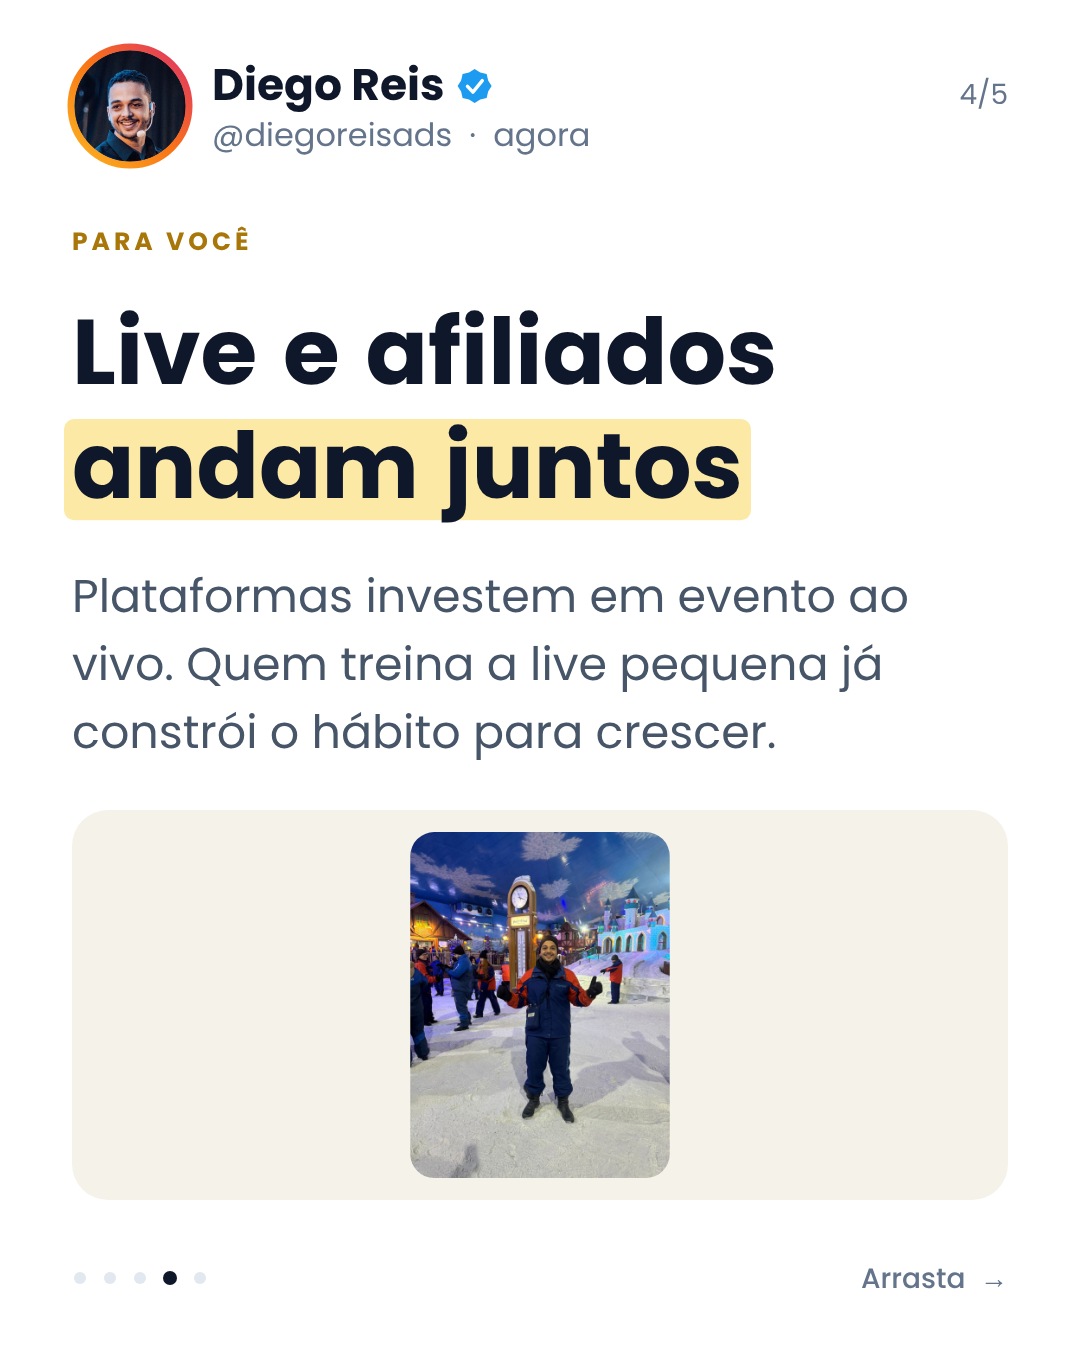 Diego Reis
@diegoreisads · agora
4/5
PARA VOCÊ
Live e afiliados
andam juntos
Plataformas investem em evento ao
vivo. Quem treina a live pequena já
constrói o hábito para crescer.
Arrasta →